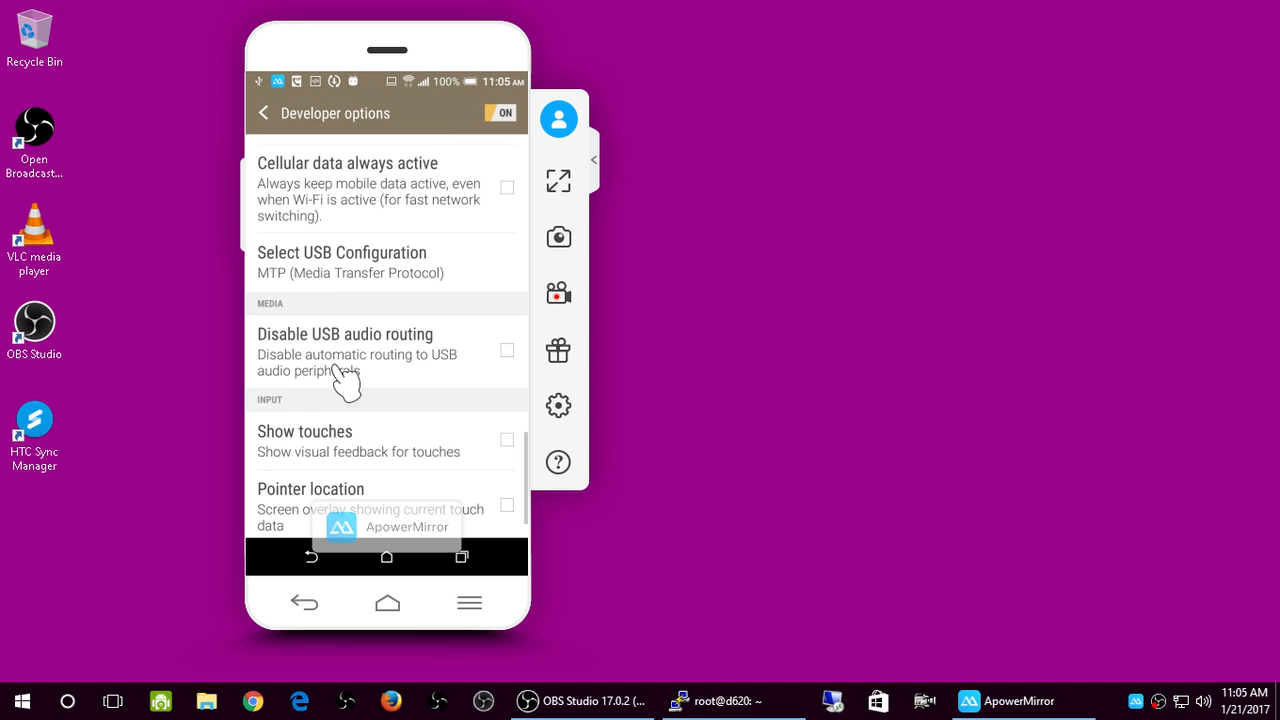 Recycle Bin
Open
Broadcast...
VLC media
player
OBS Studio
HTC Sync
Manager
100%
11:05 AM
Developer options
ON
Cellular data always active
Always keep mobile data active, even
when Wi-Fi is active (for fast network
switching).
Select USB Configuration
MTP (Media Transfer Protocol)
MEDIA
Disable USB audio routing
Disable automatic routing to USB
audio peripherals
INPUT
Show touches
Show visual feedback for touches
Pointer location
Screen overlay showing current touch
data
ApowerMirror
OBS Studio 17.0.2 (...
root@d620: ~
ApowerMirror
11:05 AM
1/21/2017